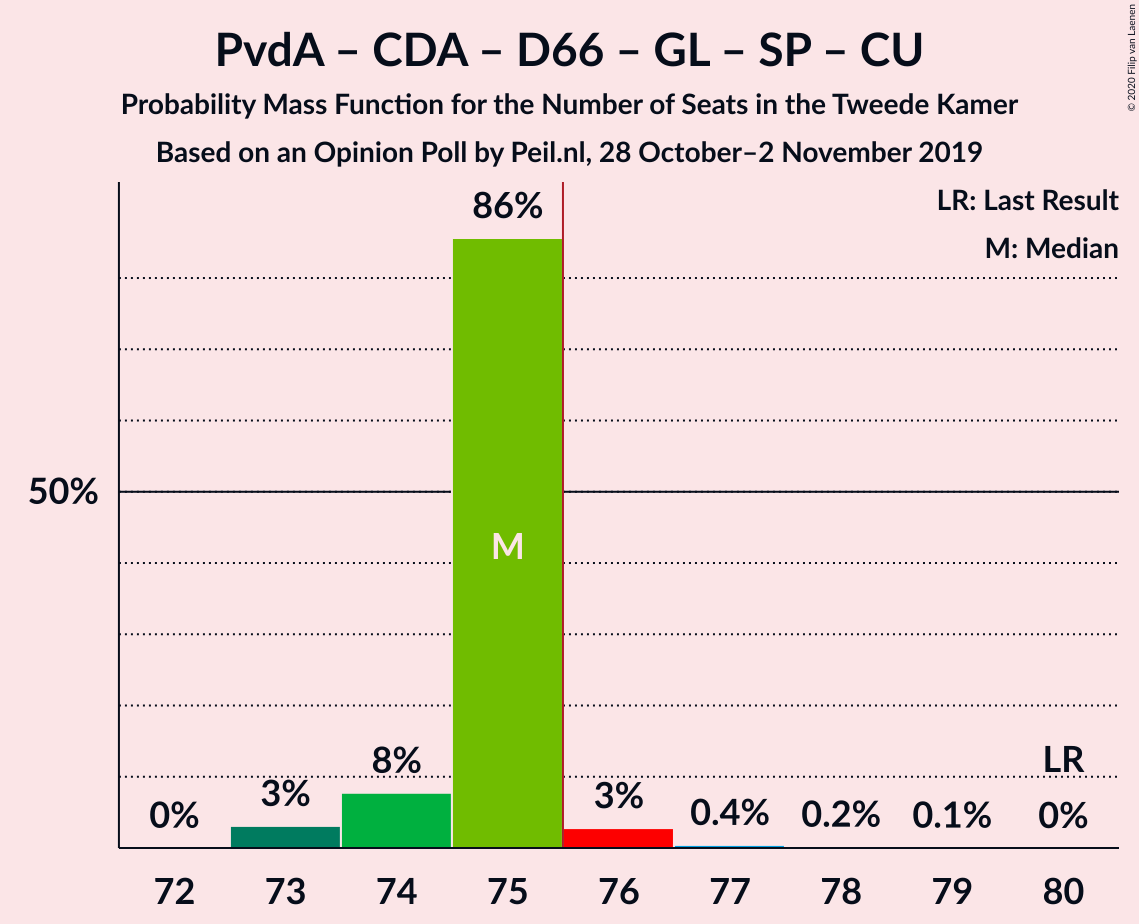 PvdA – CDA – D66 – GL – SP – CU
Probability Mass Function for the Number of Seats in the Tweede Kamer
Based on an Opinion Poll by Peil.nl, 28 October–2 November 2019
© 2020 Filip van Laenen
LR: Last Result
M: Median
86%
50%
M
0%
3%
8%
3%
0.4%
0.2%
0.1%
LR
0%
72 73 74 75 76 77 78 79 80